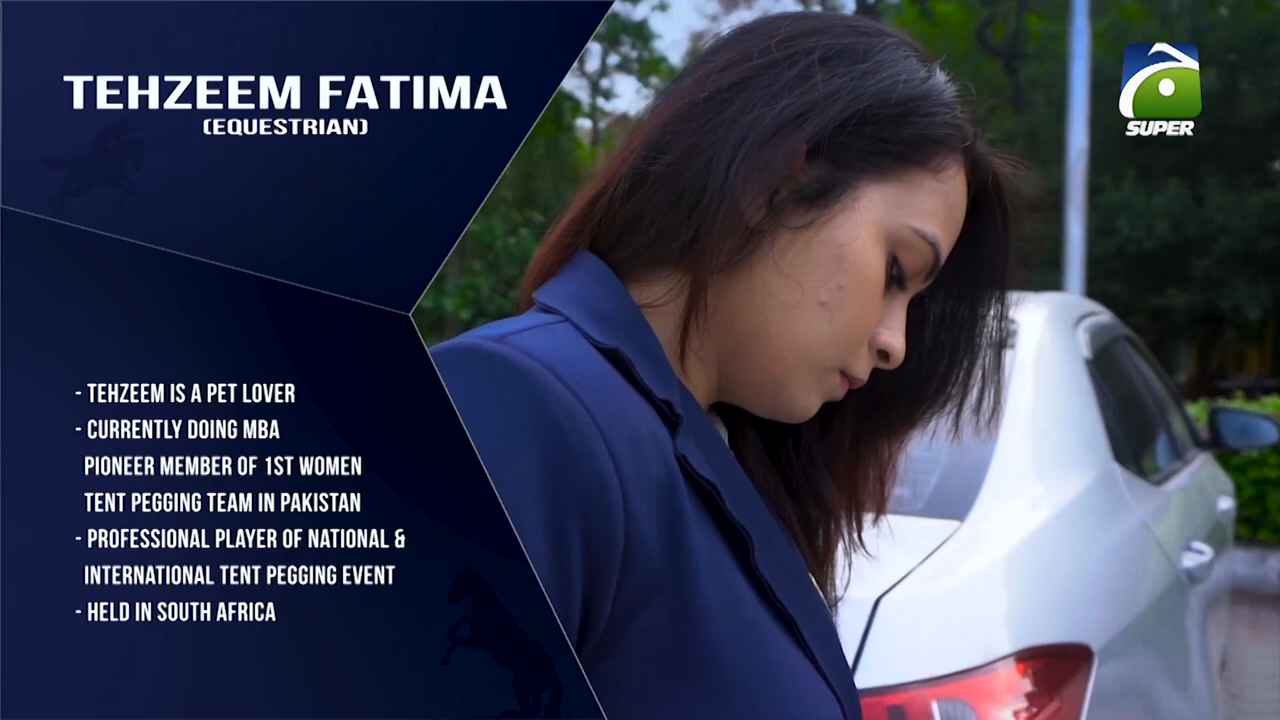 TEHZEEM FATIMA
(EQUESTRIAN)
SUPER
- TEHZEEM IS A PET LOVER
- CURRENTLY DOING MBA
PIONEER MEMBER OF 1ST WOMEN
TENT PEGGING TEAM IN PAKISTAN
- PROFESSIONAL PLAYER OF NATIONAL &
INTERNATIONAL TENT PEGGING EVENT
- HELD IN SOUTH AFRICA